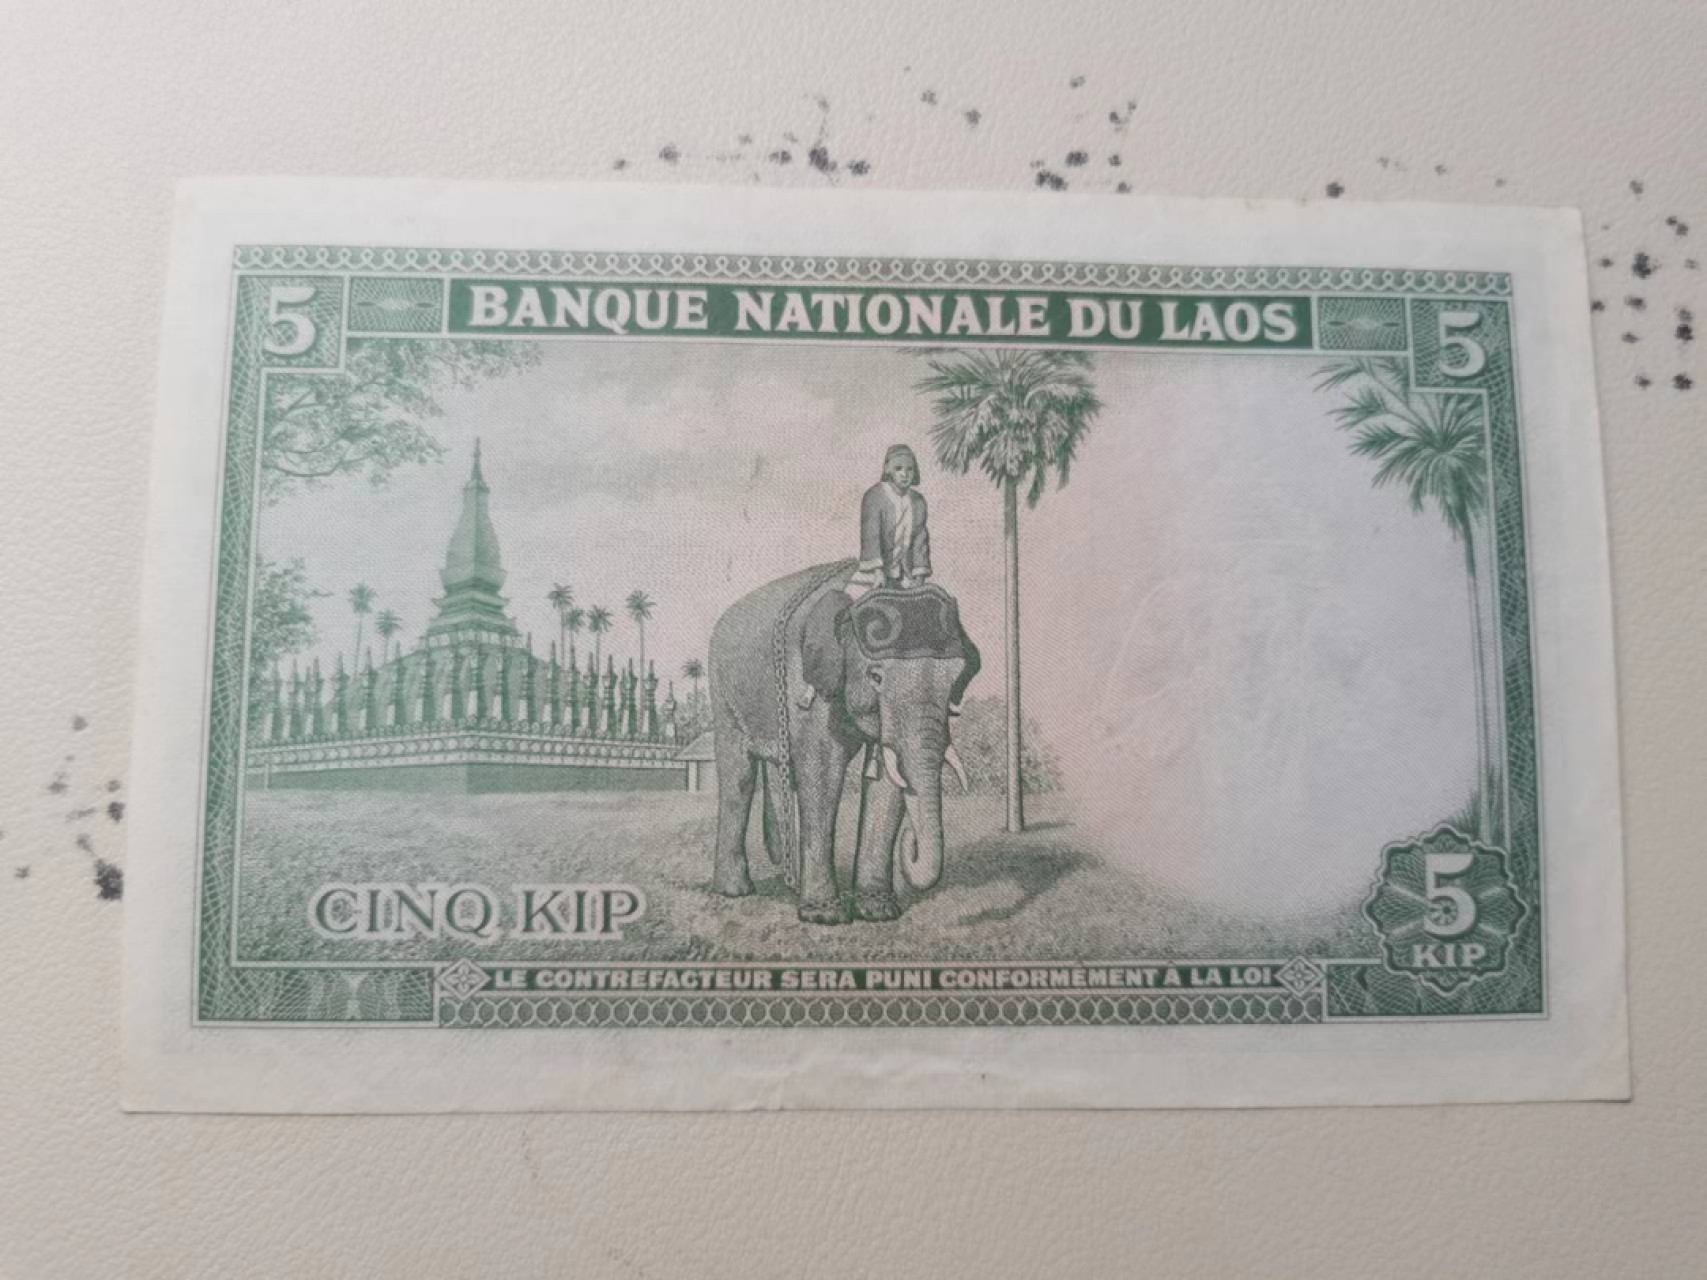 5 BANQUE NATIONALE DU LAOS 5
CINQ KIP
5
KIP
LE CONTREFACTEUR SERA PUNI CONFORMÉMENT À LA LOI